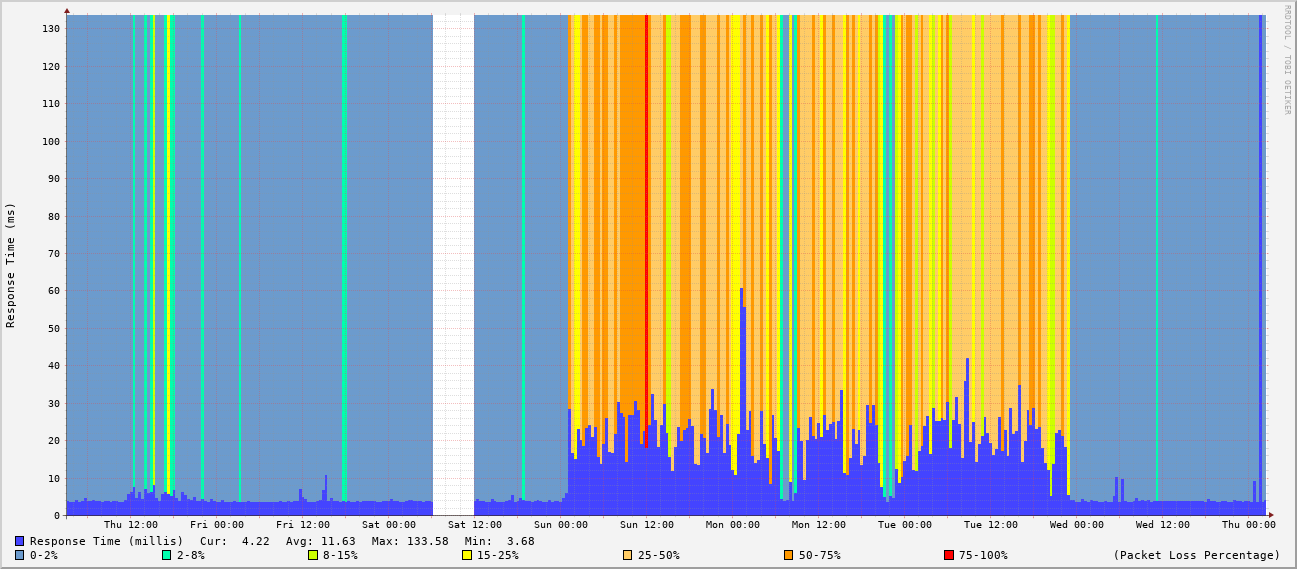 RRDTOOL / TOBI OETIKER
Response Time (ms)
130
120
110
100
90
80
70
60
50
40
30
20
10
0
Thu 12:00 Fri 00:00 Fri 12:00 Sat 00:00 Sat 12:00 Sun 00:00 Sun 12:00 Mon 00:00 Mon 12:00 Tue 00:00 Tue 12:00 Wed 00:00 Wed 12:00 Thu 00:00
Response Time (millis) Cur: 4.22 Avg: 11.63 Max: 133.58 Min: 3.68
0-2% 2-8% 8-15% 15-25% 25-50% 50-75% 75-100% (Packet Loss Percentage)